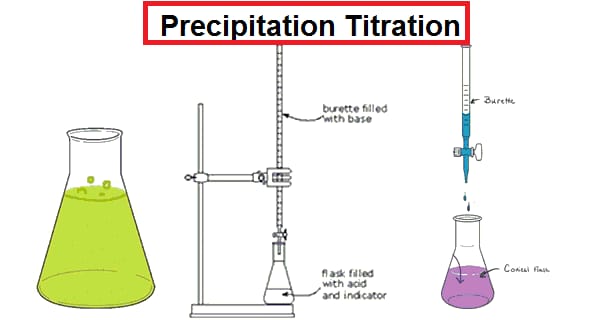 Precipitation Titration
burette filled
with base
Burette
flask filled
with acid
and indicator
Conical flask